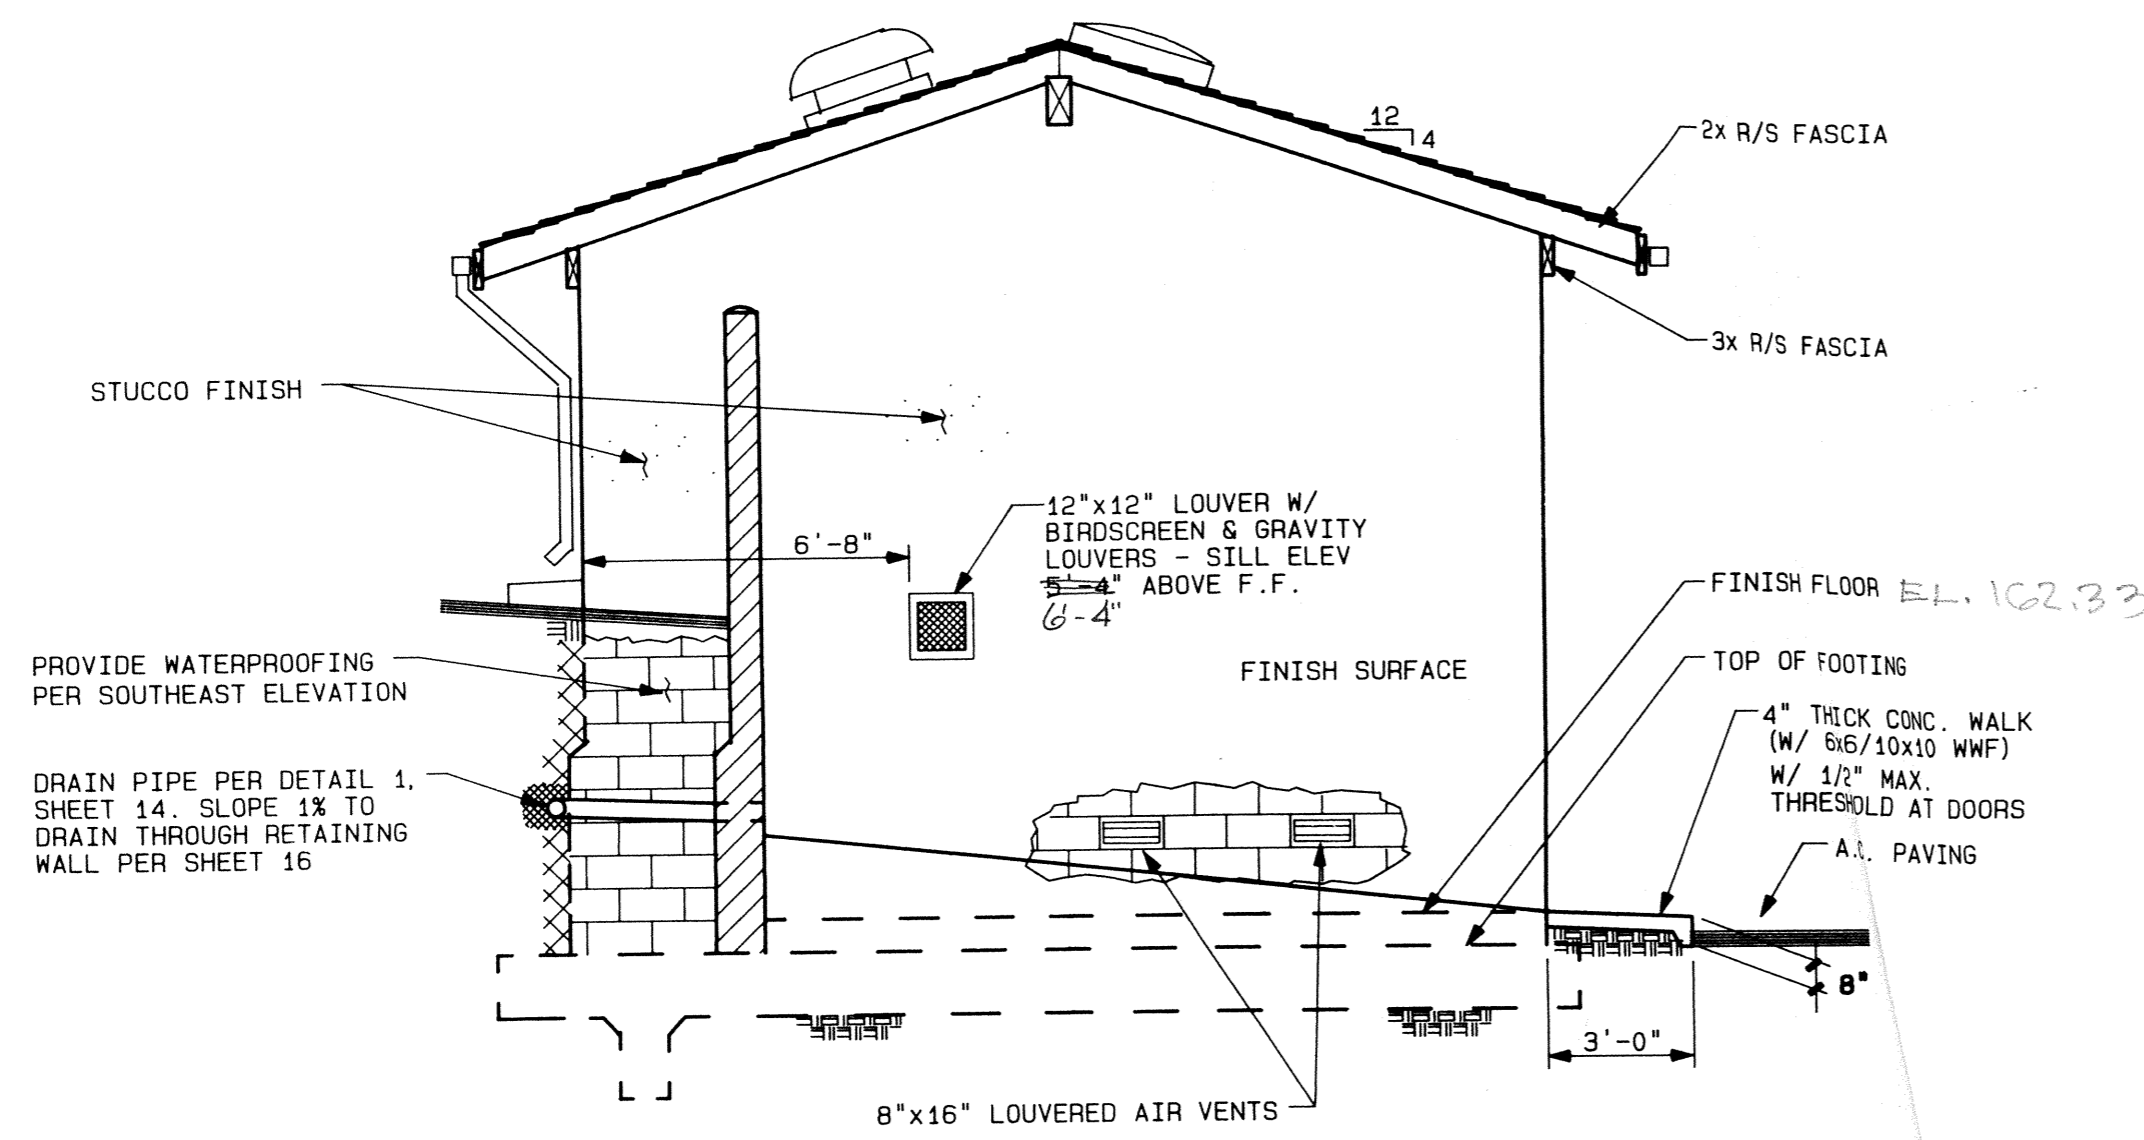 12
4
2x R/S FASCIA
3x R/S FASCIA
STUCCO FINISH
12"x12" LOUVER W/
BIRDSCREEN & GRAVITY
LOUVERS - SILL ELEV
5'-4" ABOVE F.F.
6'-4"
6'-8"
FINISH FLOOR EL. 162.33
PROVIDE WATERPROOFING
PER SOUTHEAST ELEVATION
FINISH SURFACE
TOP OF FOOTING
4" THICK CONC. WALK
(W/ 6x6/10x10 WWF)
W/ 1/2" MAX.
THRESHOLD AT DOORS
DRAIN PIPE PER DETAIL 1,
SHEET 14. SLOPE 1% TO
DRAIN THROUGH RETAINING
WALL PER SHEET 16
A.C. PAVING
8"
3'-0"
8"x16" LOUVERED AIR VENTS